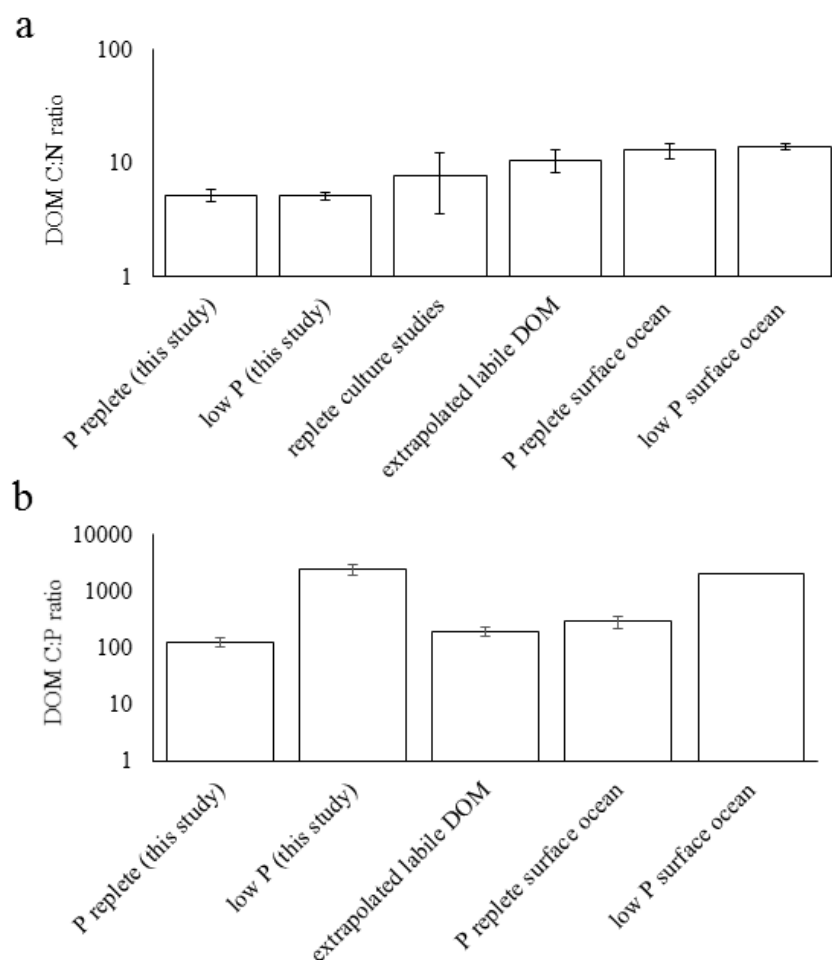 a
100
10
1
DOM C:N ratio
P replete (this study)
low P (this study)
replete culture studies
extrapolated labile DOM
P replete surface ocean
low P surface ocean
b
10000
1000
100
10
1
DOM C:P ratio
P replete (this study)
low P (this study)
extrapolated labile DOM
P replete surface ocean
low P surface ocean